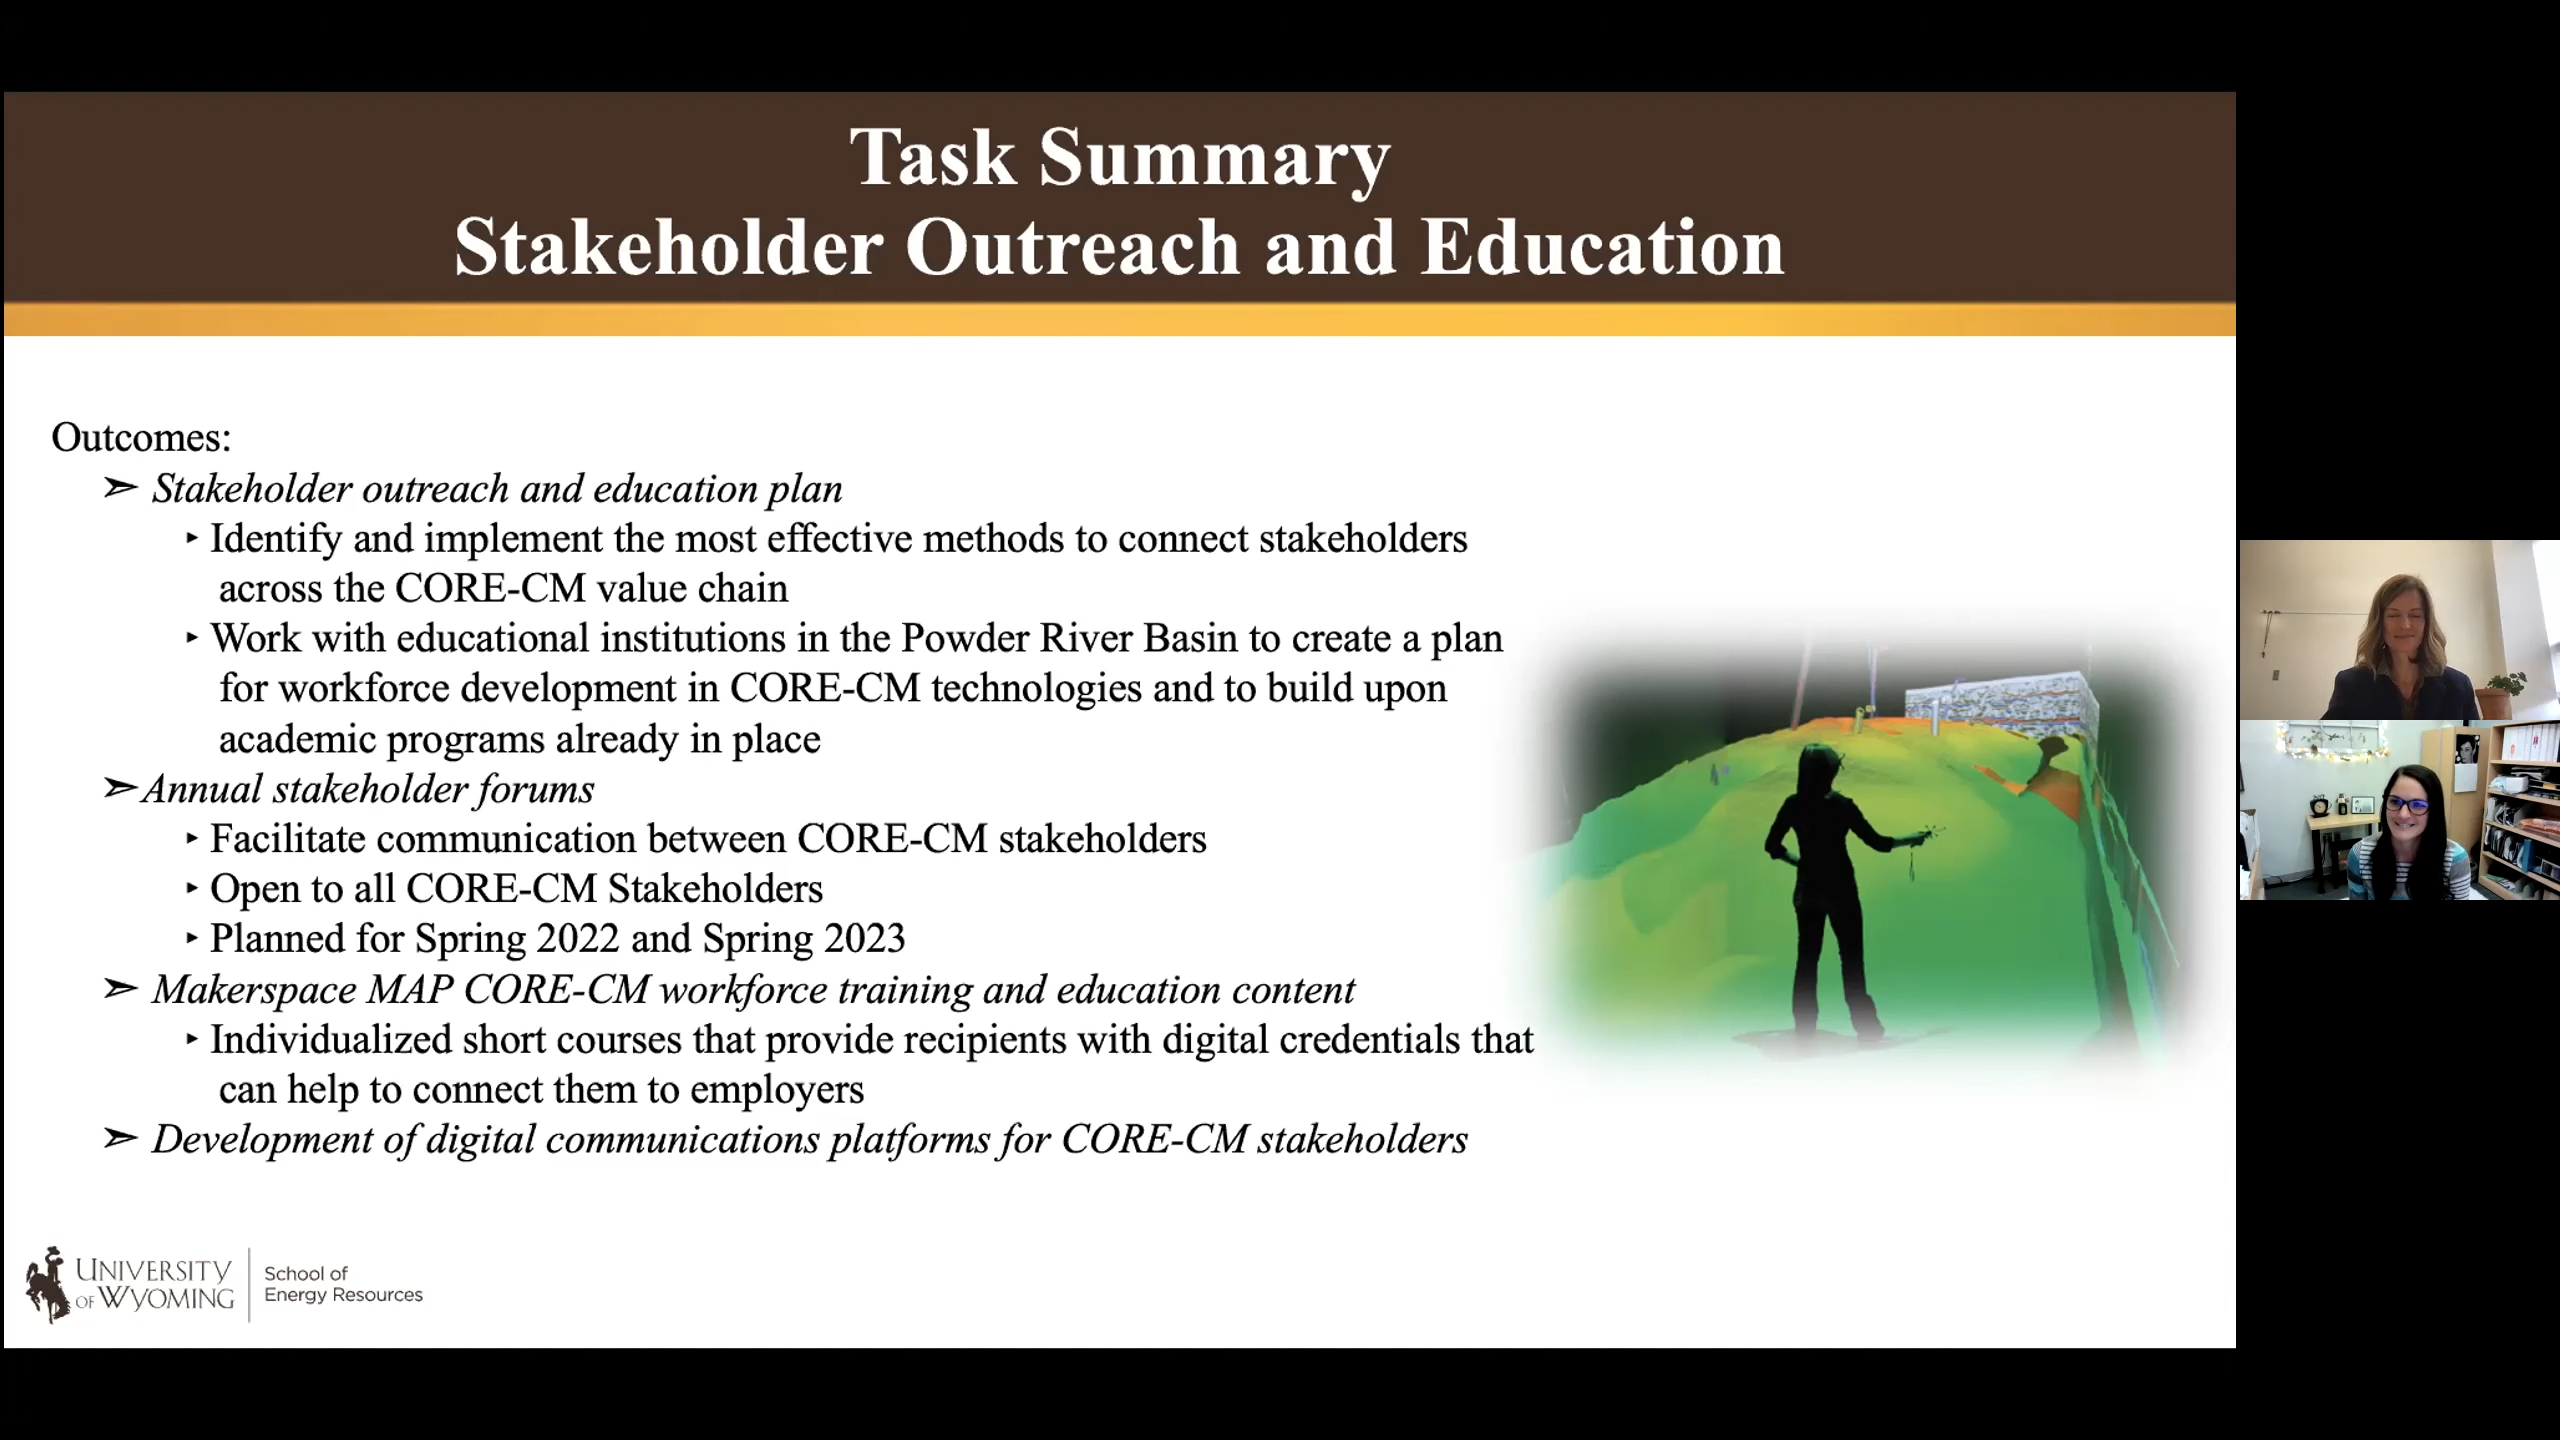 Task Summary
Stakeholder Outreach and Education
Outcomes:
➢ Stakeholder outreach and education plan
‣ Identify and implement the most effective methods to connect stakeholders
across the CORE-CM value chain
‣ Work with educational institutions in the Powder River Basin to create a plan
for workforce development in CORE-CM technologies and to build upon
academic programs already in place
➢ Annual stakeholder forums
‣ Facilitate communication between CORE-CM stakeholders
‣ Open to all CORE-CM Stakeholders
‣ Planned for Spring 2022 and Spring 2023
➢ Makerspace MAP CORE-CM workforce training and education content
‣ Individualized short courses that provide recipients with digital credentials that
can help to connect them to employers
➢ Development of digital communications platforms for CORE-CM stakeholders
UNIVERSITY
OF WYOMING
School of
Energy Resources